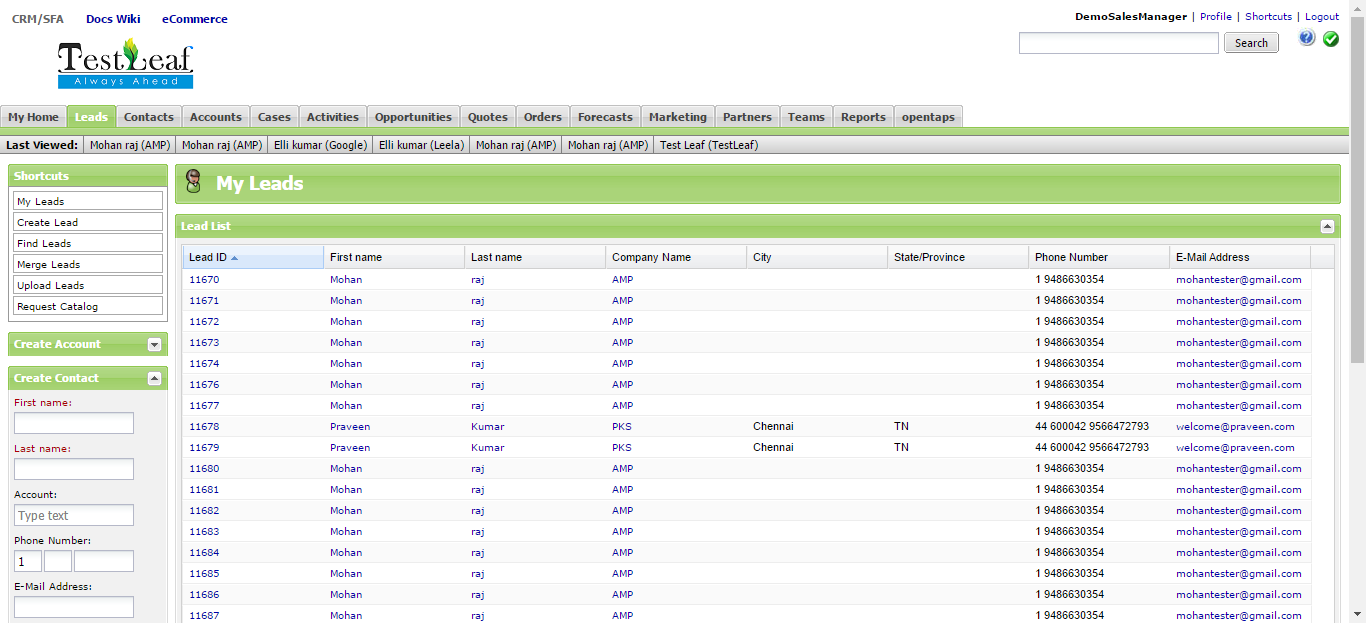 CRM/SFA Docs Wiki eCommerce
DemoSalesManager | Profile | Shortcuts | Logout
TestLeaf
Always Ahead
Search
My Home Leads Contacts Accounts Cases Activities Opportunities Quotes Orders Forecasts Marketing Partners Teams Reports opentaps
Last Viewed: Mohan raj (AMP) Mohan raj (AMP) Elli kumar (Google) Elli kumar (Leela) Mohan raj (AMP) Mohan raj (AMP) Test Leaf (TestLeaf)
Shortcuts
My Leads
Create Lead
Find Leads
Merge Leads
Upload Leads
Request Catalog
Create Account
Create Contact
First name:
Last name:
Account:
Type text
Phone Number:
1
E-Mail Address:
My Leads
Lead List
Lead ID First name Last name Company Name City State/Province Phone Number E-Mail Address
11670 Mohan raj AMP 1 9486630354 mohantester@gmail.com
11671 Mohan raj AMP 1 9486630354 mohantester@gmail.com
11672 Mohan raj AMP 1 9486630354 mohantester@gmail.com
11673 Mohan raj AMP 1 9486630354 mohantester@gmail.com
11674 Mohan raj AMP 1 9486630354 mohantester@gmail.com
11676 Mohan raj AMP 1 9486630354 mohantester@gmail.com
11677 Mohan raj AMP 1 9486630354 mohantester@gmail.com
11678 Praveen Kumar PKS Chennai TN 44 600042 9566472793 welcome@praveen.com
11679 Praveen Kumar PKS Chennai TN 44 600042 9566472793 welcome@praveen.com
11680 Mohan raj AMP 1 9486630354 mohantester@gmail.com
11681 Mohan raj AMP 1 9486630354 mohantester@gmail.com
11682 Mohan raj AMP 1 9486630354 mohantester@gmail.com
11683 Mohan raj AMP 1 9486630354 mohantester@gmail.com
11684 Mohan raj AMP 1 9486630354 mohantester@gmail.com
11685 Mohan raj AMP 1 9486630354 mohantester@gmail.com
11686 Mohan raj AMP 1 9486630354 mohantester@gmail.com
11687 Mohan raj AMP 1 9486630354 mohantester@gmail.com